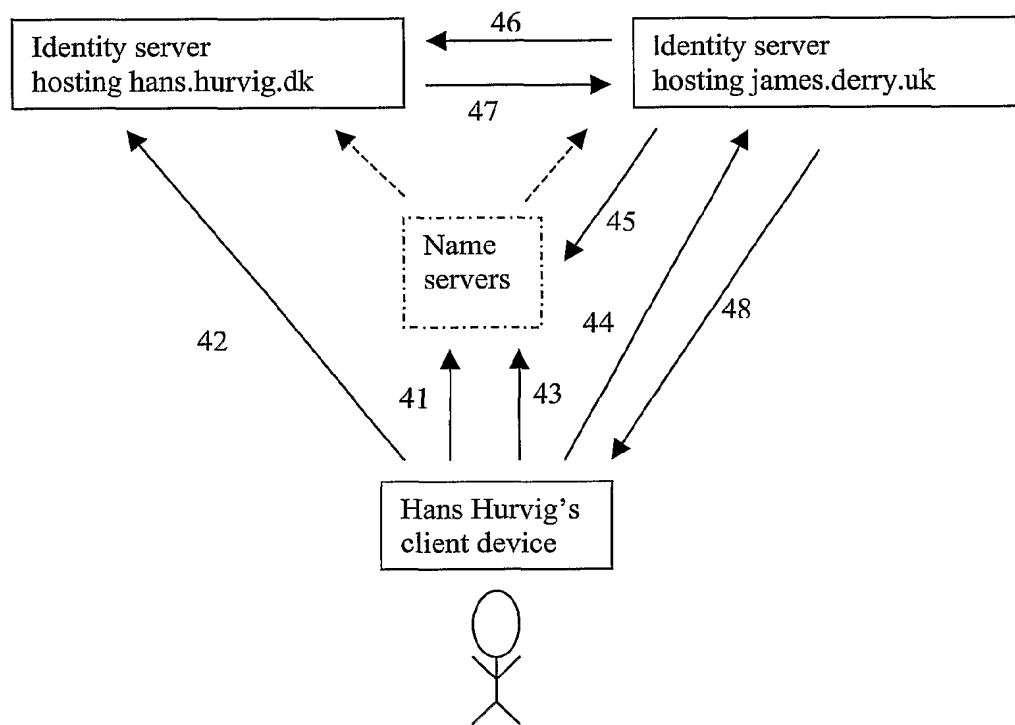 46
Identity server
hosting hans.hurvig.dk
Identity server
hosting james.derry.uk
47
45
Name
servers
44
48
42
41
43
Hans Hurvig's
client device